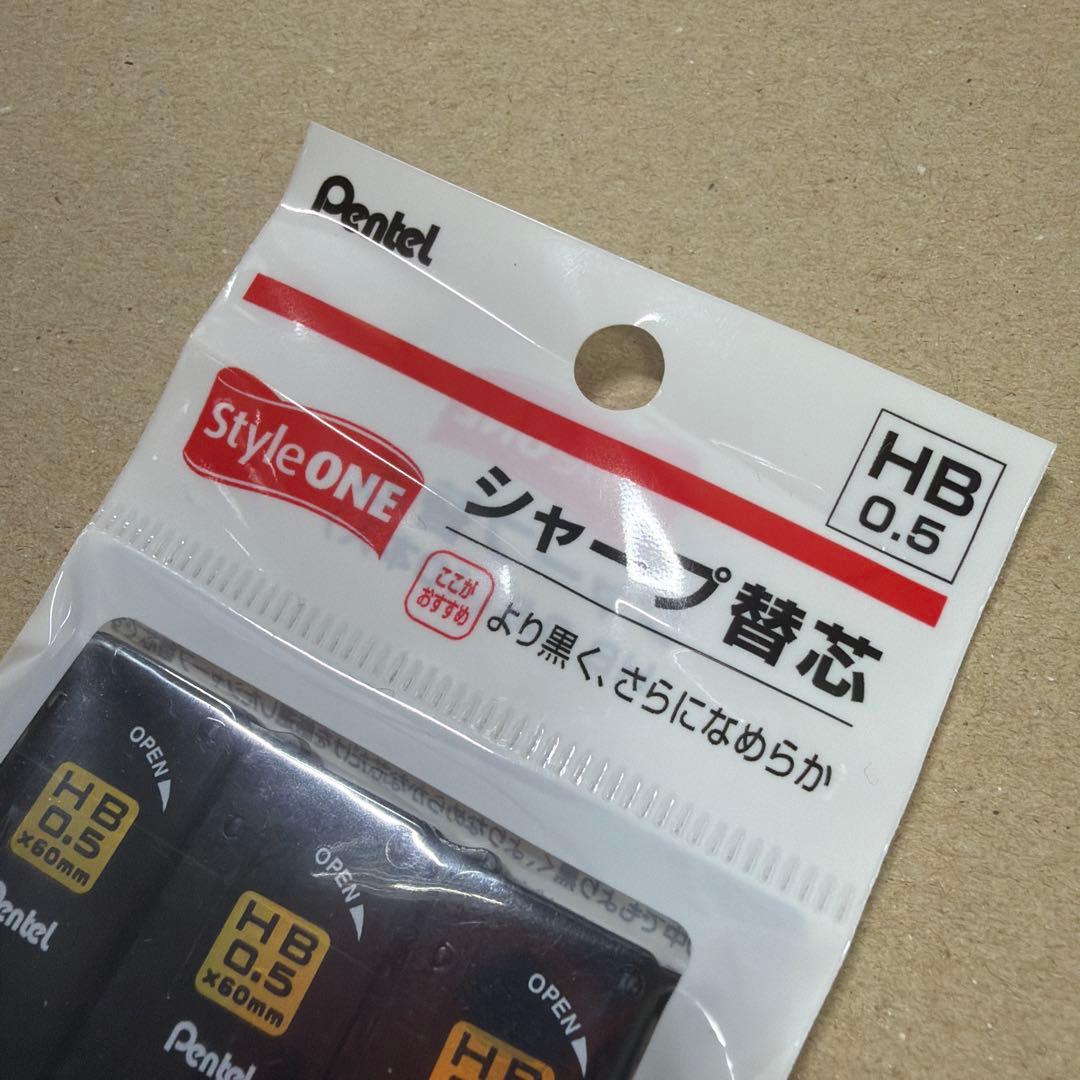 Pentel
StyleONE
HB
0.5
シャープ替芯
ここが
おすすめ
より黒く、さらになめらか
OPEN
HB
0.5
x60mm
Pentel
OPEN
HB
0.5
x60mm
Pentel
OPEN
HB